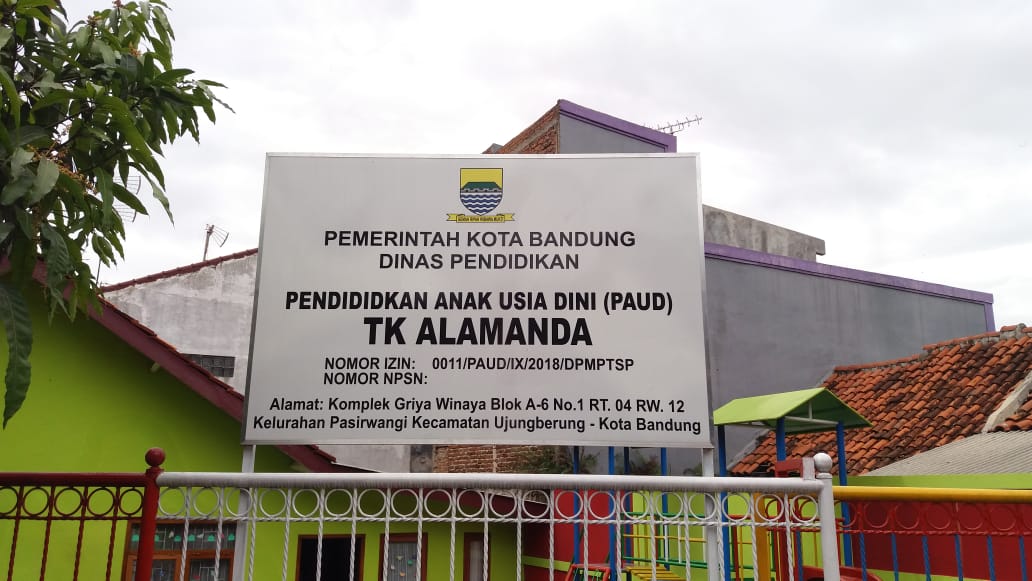 PEMERINTAH KOTA BANDUNG
DINAS PENDIDIKAN
PENDIDIDKAN ANAK USIA DINI (PAUD)
TK ALAMANDA
NOMOR IZIN: 0011/PAUD/IX/2018/DPMPTSP
NOMOR NPSN:
Alamat: Komplek Griya Winaya Blok A-6 No.1 RT. 04 RW. 12
Kelurahan Pasirwangi Kecamatan Ujungberung - Kota Bandung